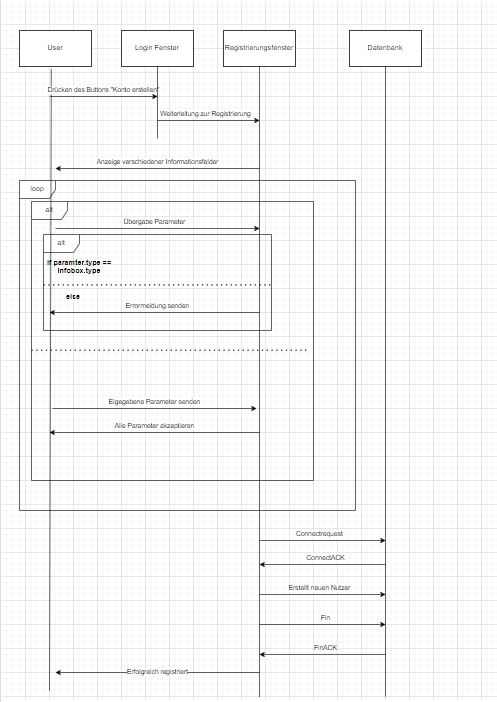 User
Login Fenster
Registrierungsfenster
Datenbank
Drücken des Buttons "Konto erstellen"
Weiterleitung zur Registrierung
Anzeige verschiedener Informationsfelder
loop
alt
Übergabe Parameter
alt
if paramter.type ==
infobox.type
else
Errormeldung senden
Eigegebene Parameter senden
Alle Parameter akzeptieren
Connectrequest
ConnectACK
Erstellt neuen Nutzer
Fin
FinACK
Erfolgreich registriert